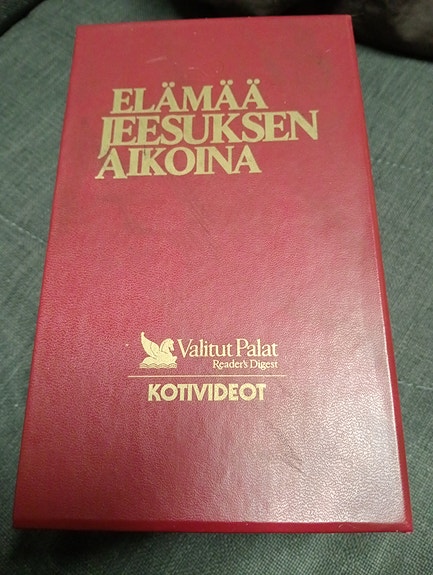 ELÄMÄÄ
JEESUKSEN
AIKOINA
Valitut Palat
Reader's Digest
KOTIVIDEOT